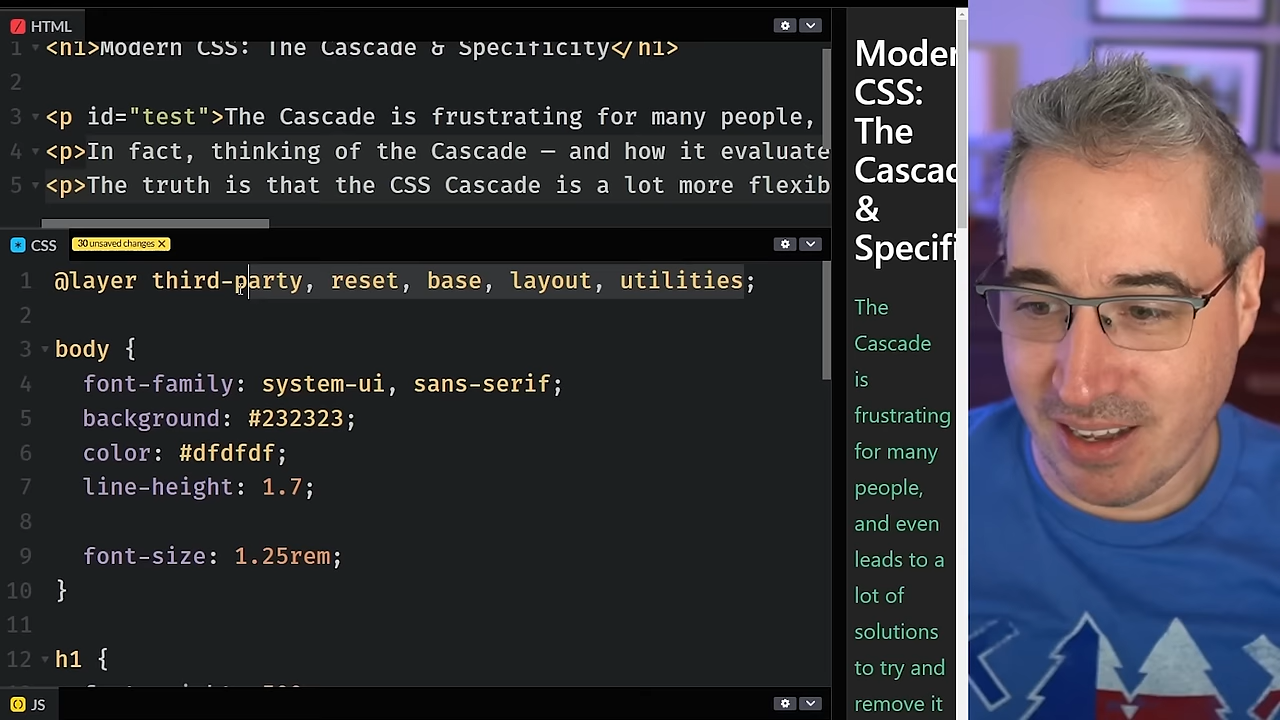 HTML
1 <h1>Modern CSS: The Cascade & Specificity</h1>
2
3 <p id="test">The Cascade is frustrating for many people,
4 <p>In fact, thinking of the Cascade — and how it evaluate
5 <p>The truth is that the CSS Cascade is a lot more flexib
CSS 30 unsaved changes X
1 @layer third-party, reset, base, layout, utilities;
2
3 body {
4 font-family: system-ui, sans-serif;
5 background: #232323;
6 color: #dfdfdf;
7 line-height: 1.7;
8
9 font-size: 1.25rem;
10 }
11
12 h1 {
JS
Moder
CSS:
The
Cascad
&
Specifi
The
Cascade
is
frustrating
for many
people,
and even
leads to a
lot of
solutions
to try and
remove it